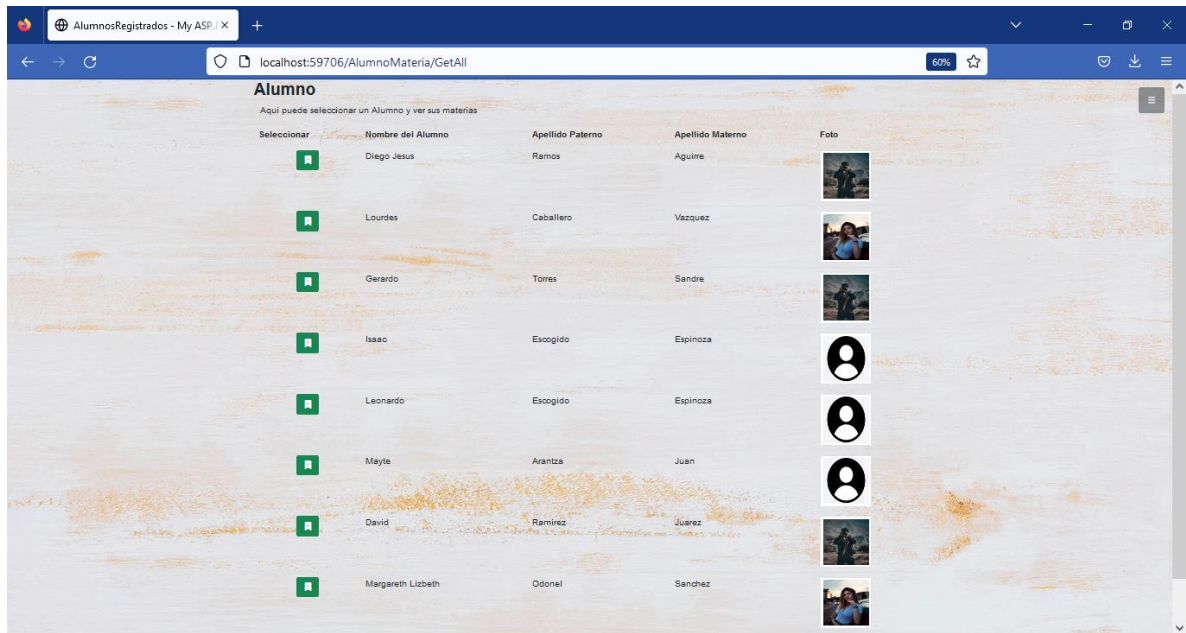 AlumnosRegistrados - My ASP.
localhost:59706/AlumnoMateria/GetAll
60%
Alumno
Aqui puede seleccionar un Alumno y ver sus materias
Seleccionar Nombre del Alumno Apellido Paterno Apellido Materno Foto
Diego Jesus Ramos Aguirre
Lourdes Caballero Vazquez
Gerardo Torres Sandre
Isaac Escogido Espinoza
Leonardo Escogido Espinoza
Mayte Arantza Juan
David Ramirez Juarez
Margareth Lizbeth Odonel Sanchez